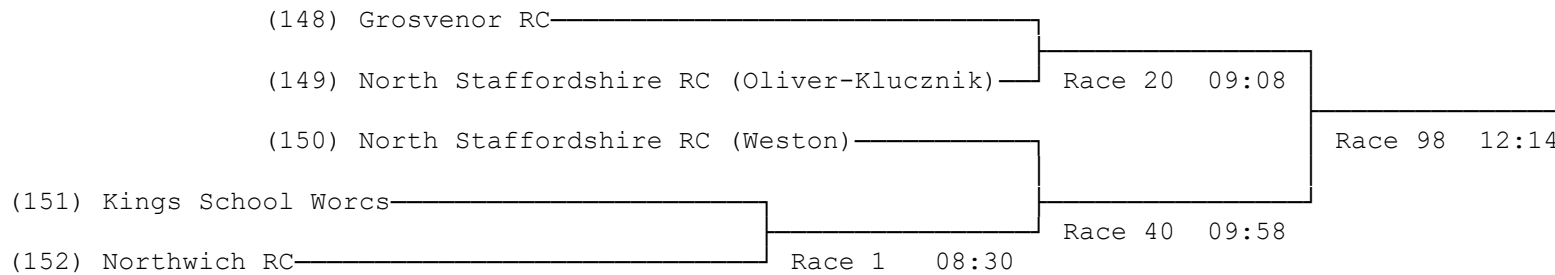 (148) Grosvenor RC
(149) North Staffordshire RC (Oliver-Klucznik) Race 20 09:08
(150) North Staffordshire RC (Weston) Race 98 12:14
(151) Kings School Worcs
Race 40 09:58
(152) Northwich RC Race 1 08:30